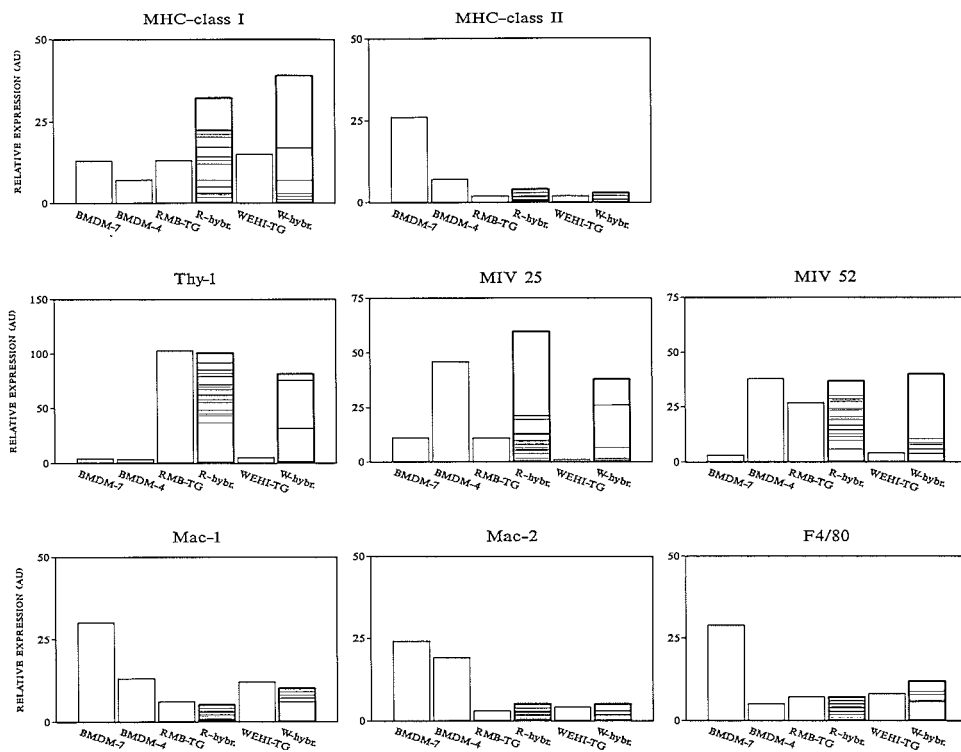 MHC–class I
MHC–class II
RELATIVE EXPRESSION (AU)
50
25
0
BMDM-7
BMDM-4
RMB-TG
R-hybr.
WEHI-TG
W-hybr.
50
25
0
BMDM-7
BMDM-4
RMB-TG
R-hybr.
WEHI-TG
W-hybr.
Thy-1
MIV 25
MIV 52
RELATIVE EXPRESSION (AU)
150
100
50
0
BMDM-7
BMDM-4
RMB-TG
R-hybr.
WEHI-TG
W-hybr.
75
50
25
0
BMDM-7
BMDM-4
RMB-TG
R-hybr.
WEHI-TG
W-hybr.
75
50
25
0
BMDM-7
BMDM-4
RMB-TG
R-hybr.
WEHI-TG
W-hybr.
Mac-1
Mac-2
F4/80
RELATIVE EXPRESSION (AU)
50
25
0
BMDM-7
BMDM-4
RMB-TG
R-hybr.
WEHI-TG
W-hybr.
50
25
0
BMDM-7
BMDM-4
RMB-TG
R-hybr.
WEHI-TG
W-hybr.
50
25
0
BMDM-7
BMDM-4
RMB-TG
R-hybr.
WEHI-TG
W-hybr.